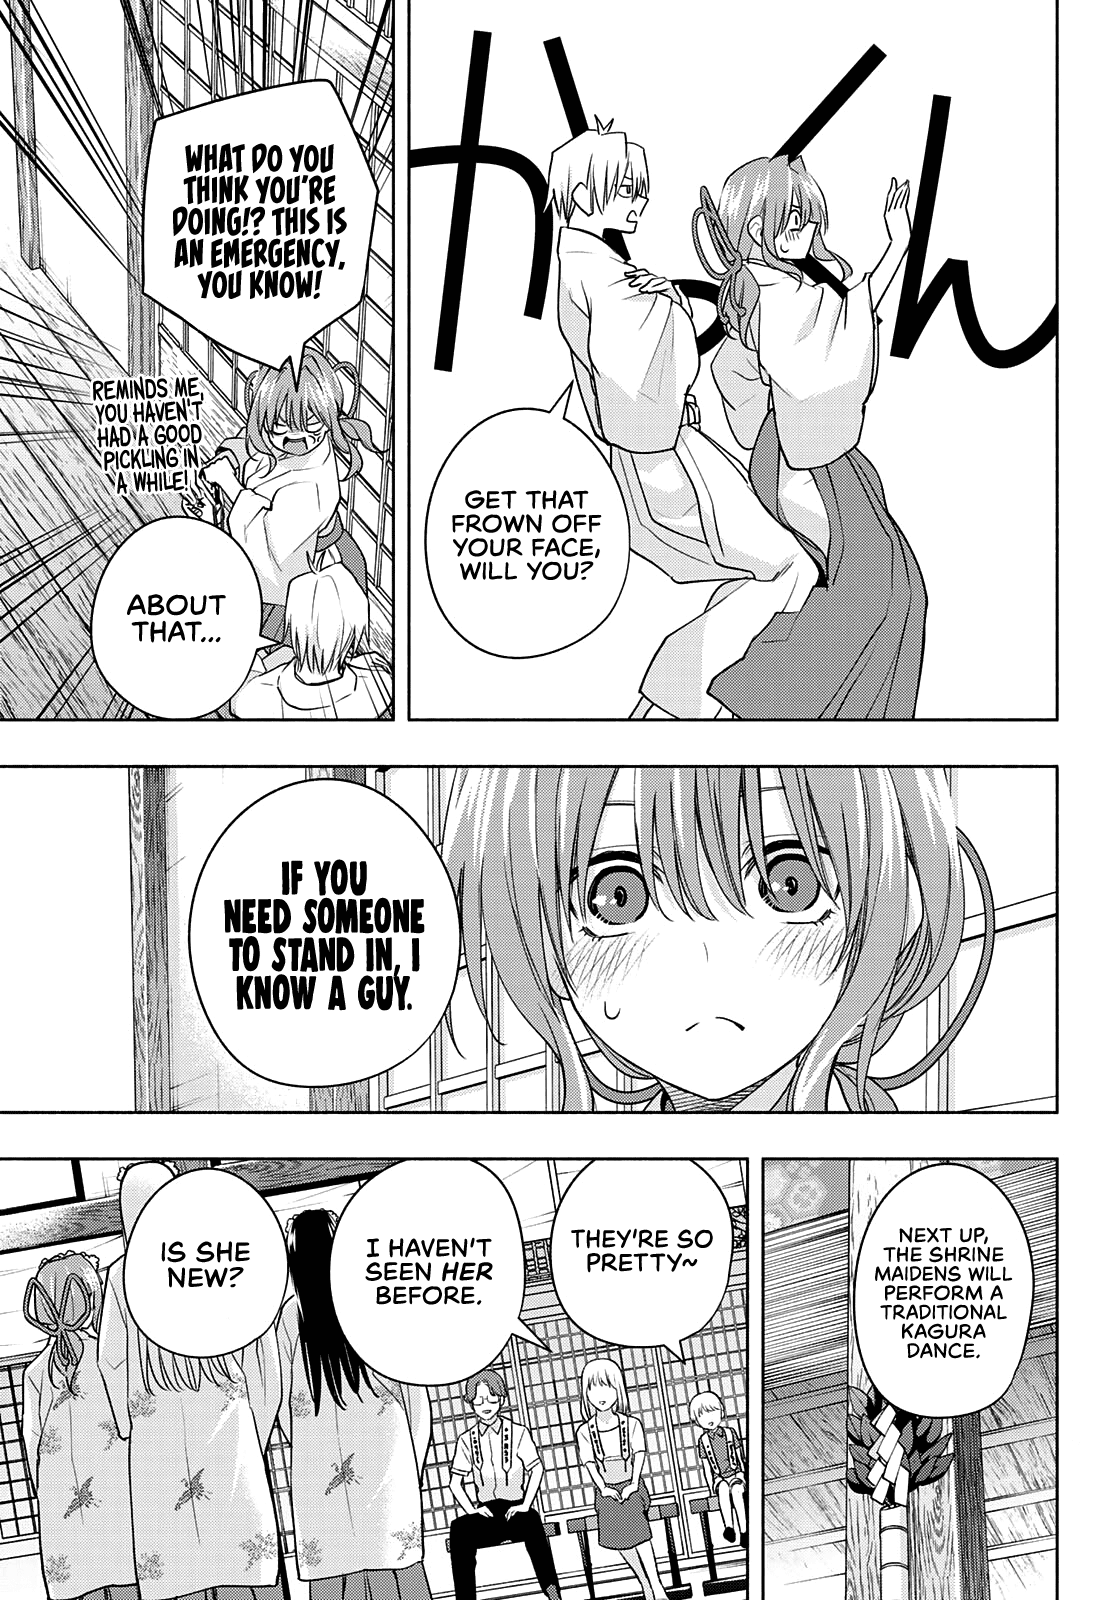 がくん
GET THAT
FROWN OFF
YOUR FACE,
WILL YOU?
WHAT DO YOU
THINK YOU'RE
DOING!? THIS IS
AN EMERGENCY,
YOU KNOW!
REMINDS ME,
YOU HAVEN'T
HAD A GOOD
PICKLING IN
A WHILE!
ABOUT
THAT...
IF YOU
NEED SOMEONE
TO STAND IN, I
KNOW A GUY.
NEXT UP,
THE SHRINE
MAIDENS WILL
PERFORM A
TRADITIONAL
KAGURA
DANCE.
THEY'RE SO
PRETTY~
I HAVEN'T
SEEN HER
BEFORE.
IS SHE
NEW?